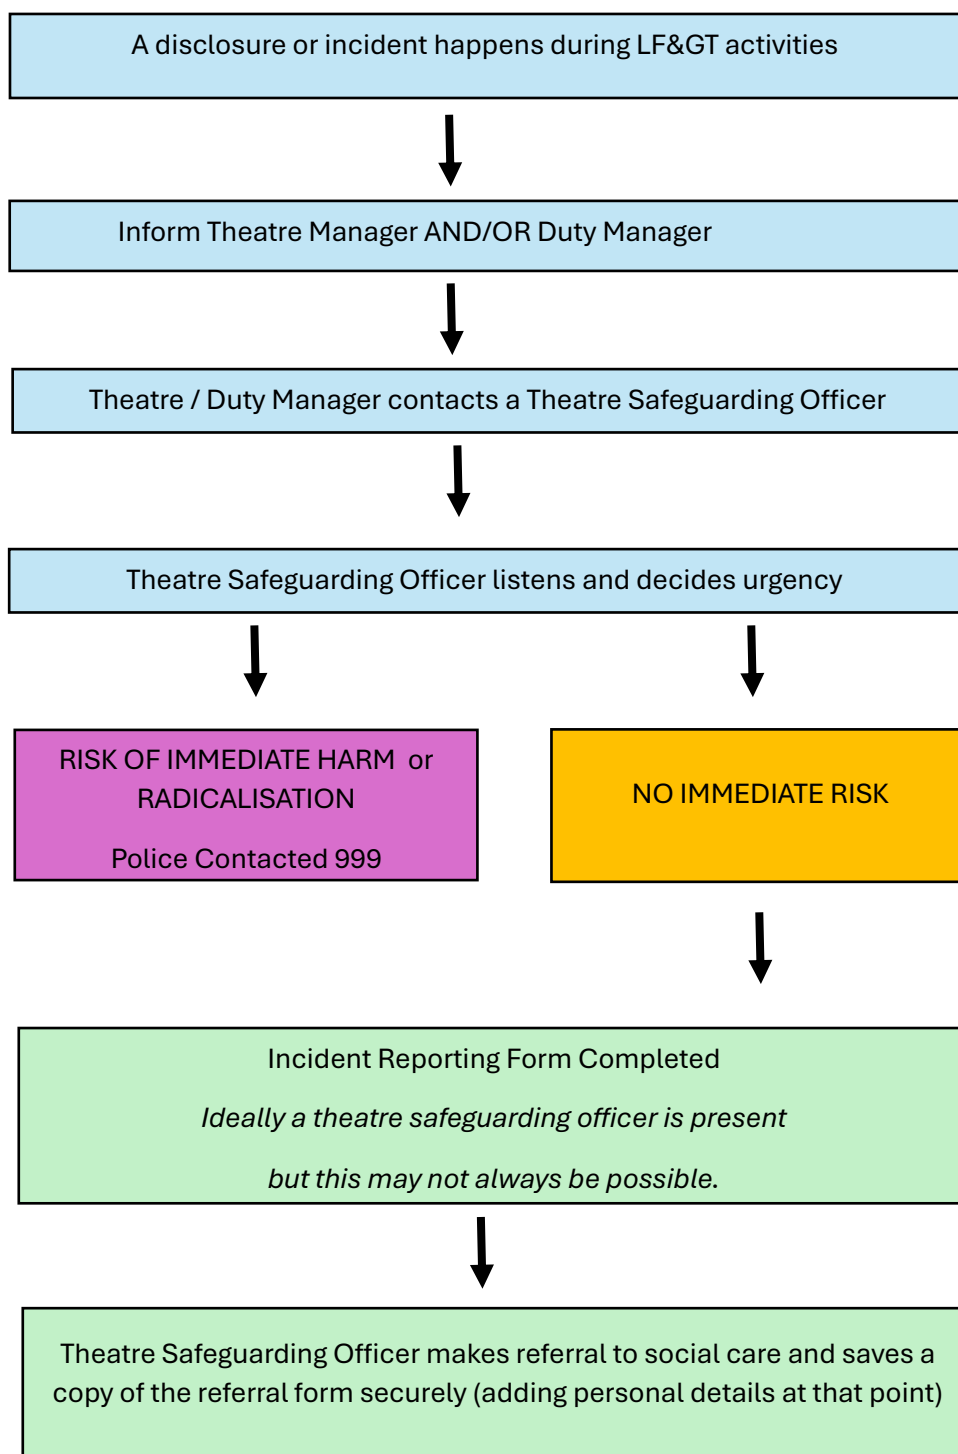 A disclosure or incident happens during LF&GT activities
Inform Theatre Manager AND/OR Duty Manager
Theatre / Duty Manager contacts a Theatre Safeguarding Officer
Theatre Safeguarding Officer listens and decides urgency
RISK OF IMMEDIATE HARM or
RADICALISATION
Police Contacted 999
NO IMMEDIATE RISK
Incident Reporting Form Completed
Ideally a theatre safeguarding officer is present
but this may not always be possible.
Theatre Safeguarding Officer makes referral to social care and saves a
copy of the referral form securely (adding personal details at that point)